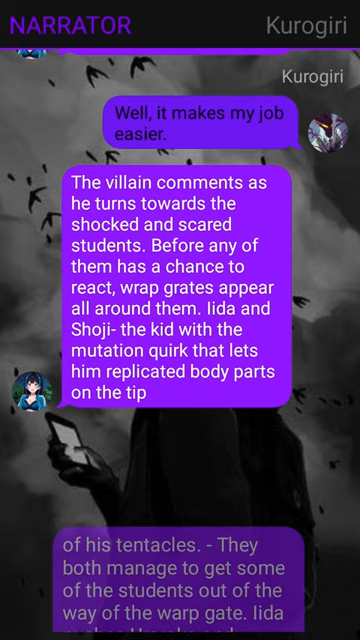 NARRATOR
Kurogiri
Kurogiri
Well, it makes my job
easier.
The villain comments as
he turns towards the
shocked and scared
students. Before any of
them has a chance to
react, wrap grates appear
all around them. Iida and
Shoji- the kid with the
mutation quirk that lets
him replicated body parts
on the tip
of his tentacles. - They
both manage to get some
of the students out of the
way of the warp gate. Iida